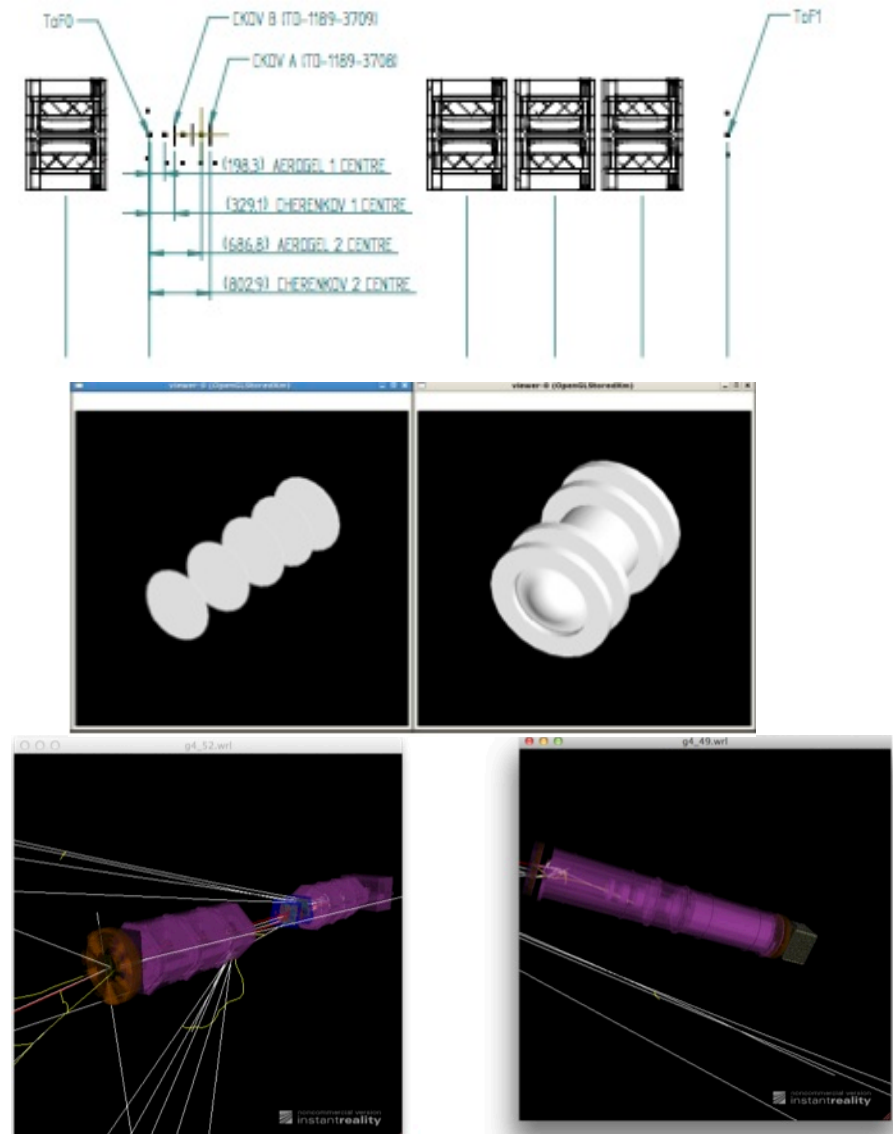 TOF0
CKOV B (TD-1189-3709)
TOF1
CKOV A (TD-1189-3708)
(198,3) AEROGEL 1 CENTRE
(329,1) CHERENKOV 1 CENTRE
(686,8) AEROGEL 2 CENTRE
(802,9) CHERENKOV 2 CENTRE
viewer-0 (OpenGLStoredXm)
viewer-0 (OpenGLStoredXm)
g4_52.wrl
g4_49.wrl
noncommercial version
instantreality
noncommercial version
instantreality